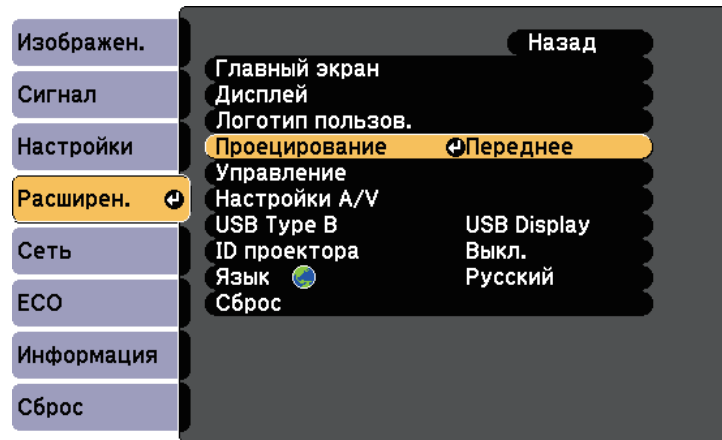 Изображен.
Сигнал
Настройки
Расширен.
Сеть
ECO
Информация
Сброс
Назад
Главный экран
Дисплей
Логотип пользов.
Проецирование Переднее
Управление
Настройки A/V
USB Type B USB Display
ID проектора Выкл.
Язык Русский
Сброс